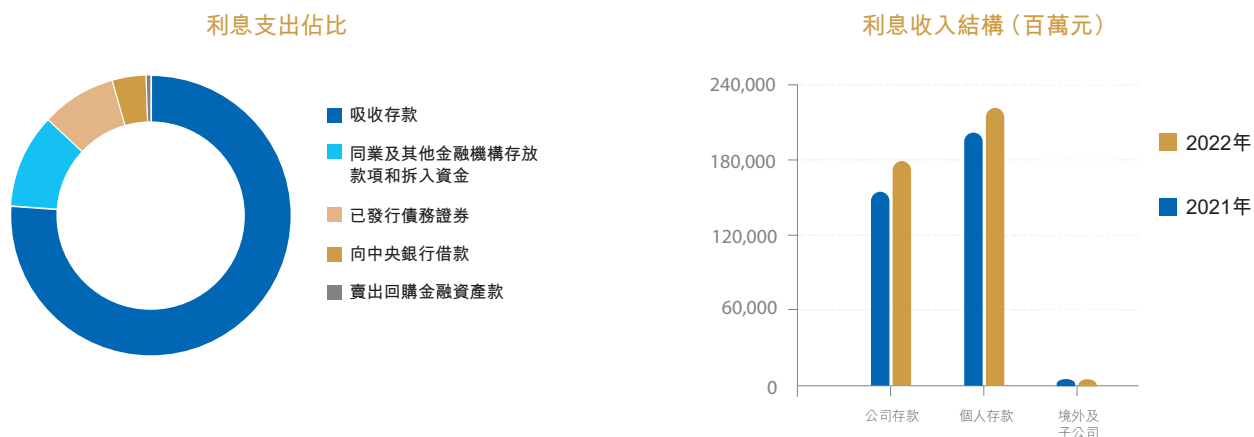 利息支出佔比
吸收存款
同業及其他金融機構存放
款項和拆入資金
已發行債務證券
向中央銀行借款
賣出回購金融資產款
利息收入結構（百萬元）
240,000
180,000
120,000
60,000
0
公司存款
個人存款
境外及
子公司
2022年
2021年